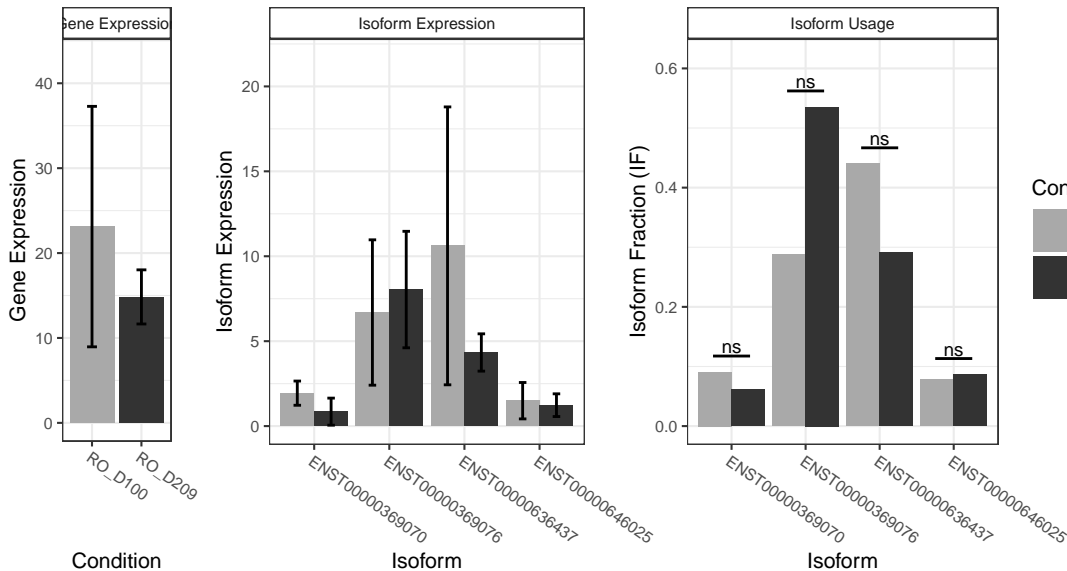 Gene Expression
Isoform Expression
Isoform Usage
Gene Expression
40
30
20
10
0
RO_D100
RO_D209
Condition
Isoform Expression
20
15
10
5
0
ENST00000369070
ENST00000369076
ENST00000636437
ENST00000646025
Isoform
Isoform Fraction (IF)
0.6
0.4
0.2
0.0
ns
ns
ns
ns
ENST00000369070
ENST00000369076
ENST00000636437
ENST00000646025
Isoform
Con